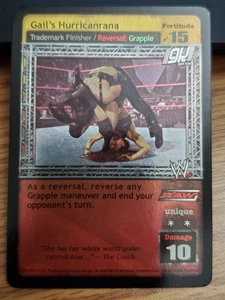 Gail's Hurricanrana
Fortitude
Trademark Finisher / Reversal: Grapple
15
gk
As a reversal, reverse any
Grapple maneuver and end your
opponent's turn.
RAW
unique
"She has her whole world under
control now..." – The Coach
Damage
10